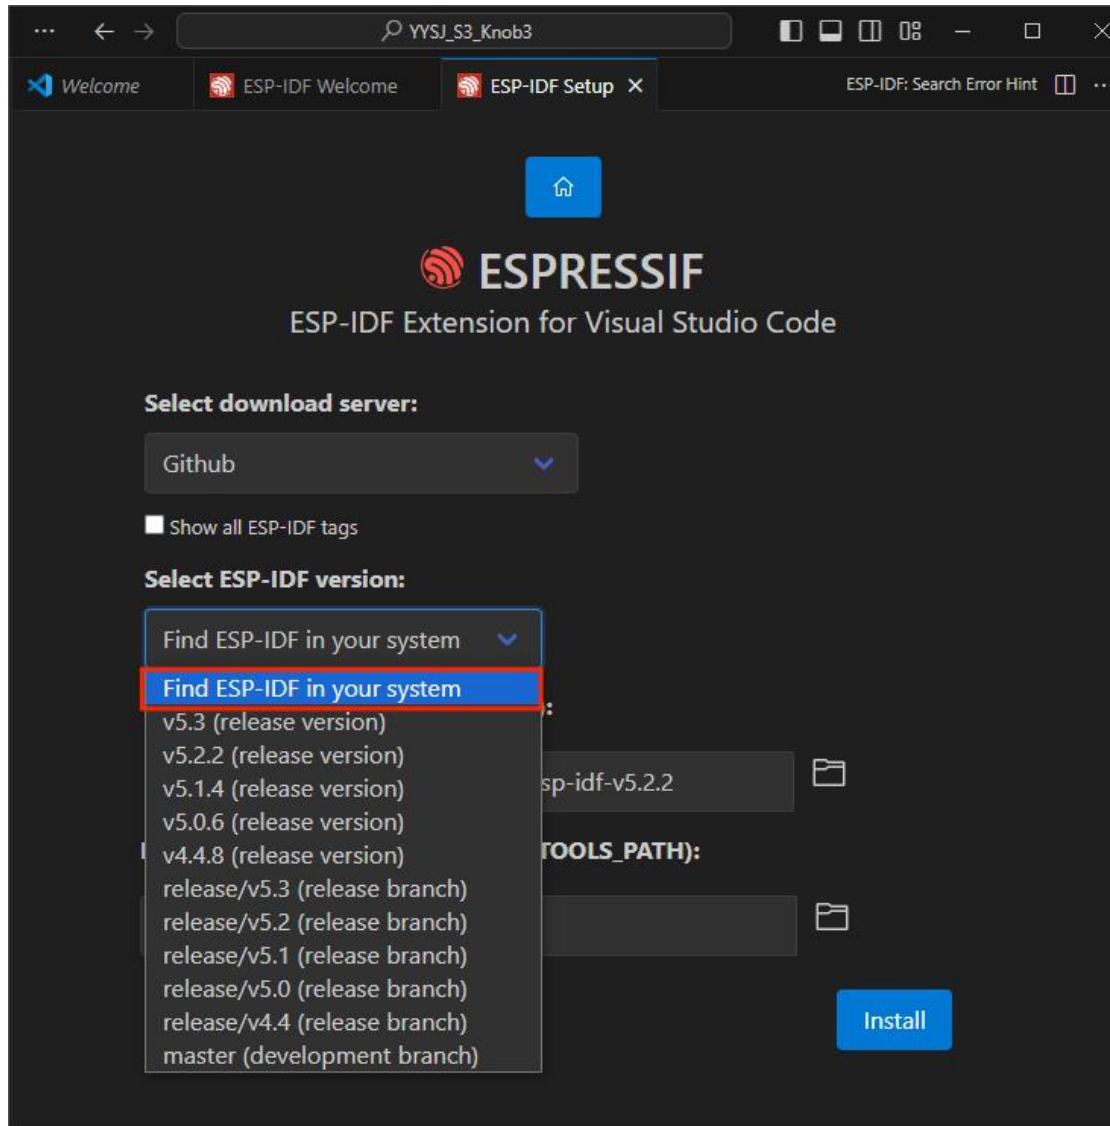 YYSJ_S3_Knob3
Welcome
ESP-IDF Welcome
ESP-IDF Setup
ESP-IDF: Search Error Hint
ESPRESSIF
ESP-IDF Extension for Visual Studio Code
Select download server:
Github
Show all ESP-IDF tags
Select ESP-IDF version:
Find ESP-IDF in your system
Find ESP-IDF in your system
v5.3 (release version)
v5.2.2 (release version)
v5.1.4 (release version)
sp-idf-v5.2.2
v5.0.6 (release version)
v4.4.8 (release version)
TOOLS_PATH):
release/v5.3 (release branch)
release/v5.2 (release branch)
release/v5.1 (release branch)
release/v5.0 (release branch)
release/v4.4 (release branch)
master (development branch)
Install